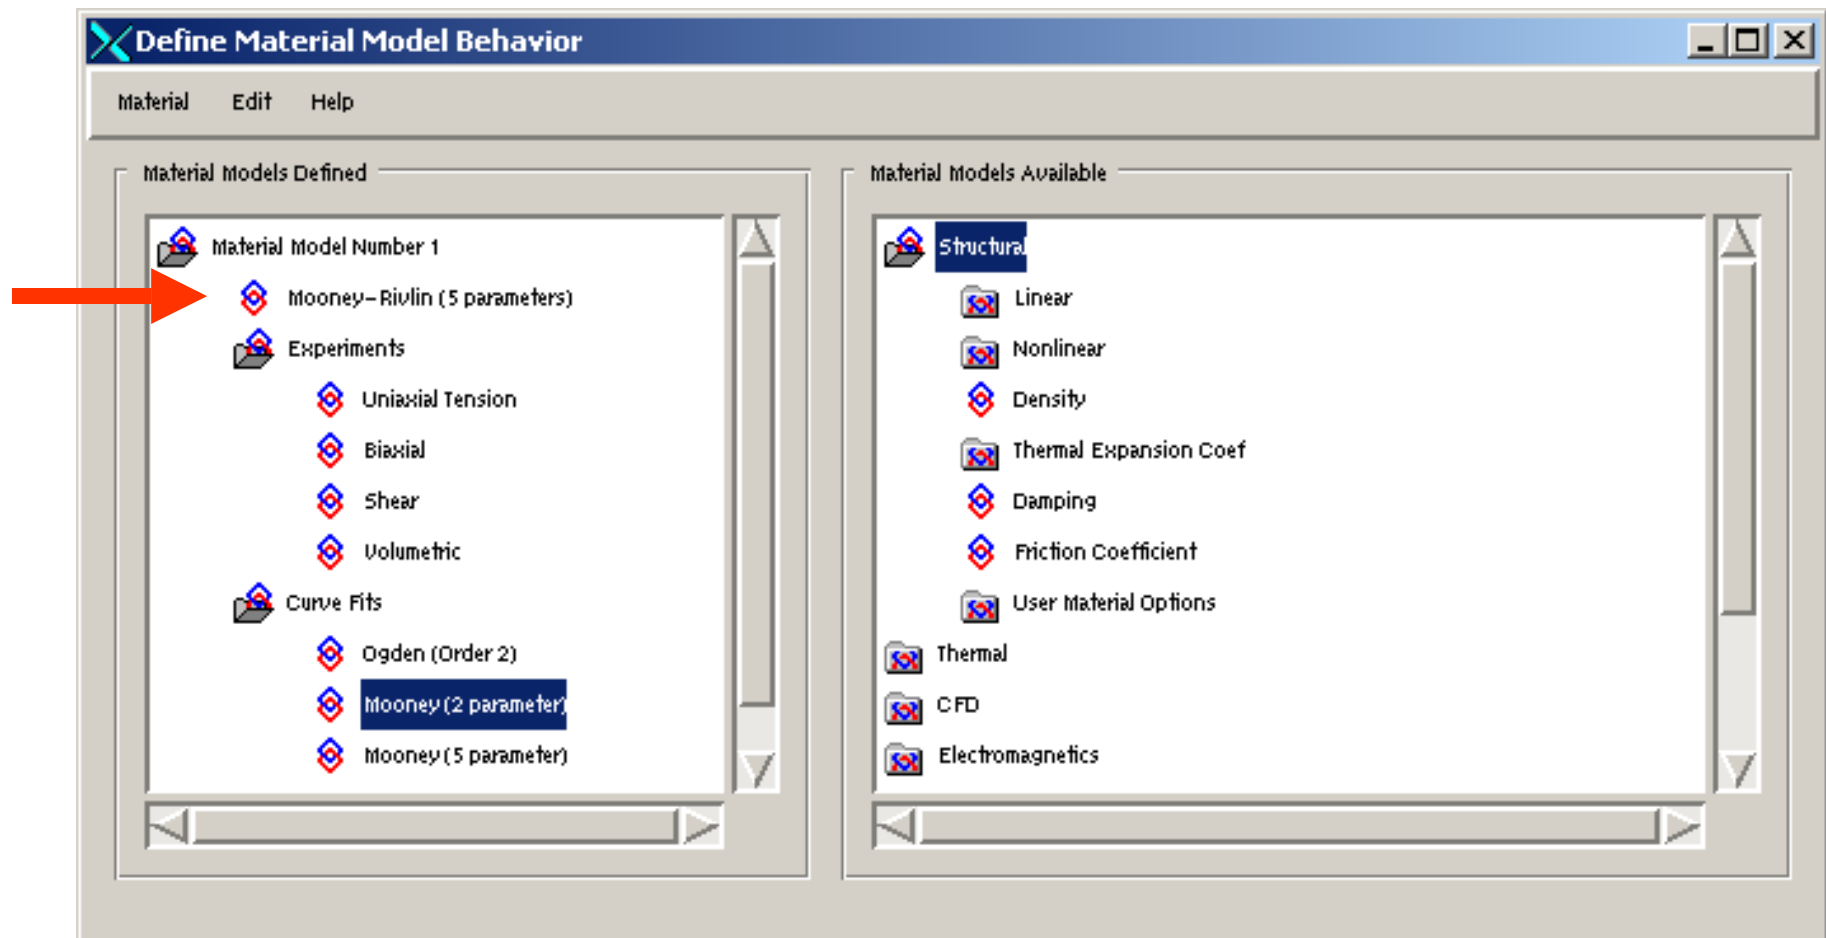 Define Material Model Behavior
Material Edit Help
Material Models Defined
Material Model Number 1
Mooney-Rivlin (5 parameters)
Experiments
Uniaxial Tension
Biaxial
Shear
Volumetric
Curve Fits
Ogden (Order 2)
Mooney (2 parameter)
Mooney (5 parameter)
Material Models Available
Structural
Linear
Nonlinear
Density
Thermal Expansion Coef
Damping
Friction Coefficient
User Material Options
Thermal
CFD
Electromagnetics